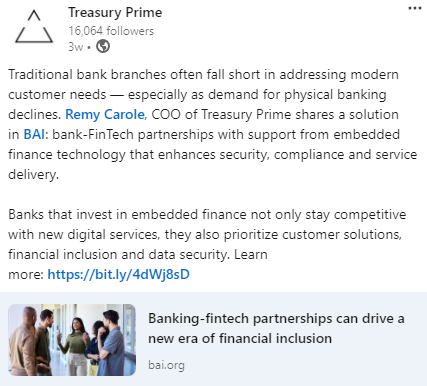 Treasury Prime
16,064 followers
3w •
Traditional bank branches often fall short in addressing modern
customer needs — especially as demand for physical banking
declines. Remy Carole, COO of Treasury Prime shares a solution
in BAI: bank-FinTech partnerships with support from embedded
finance technology that enhances security, compliance and service
delivery.
Banks that invest in embedded finance not only stay competitive
with new digital services, they also prioritize customer solutions,
financial inclusion and data security. Learn
more: https://bit.ly/4dWj8sD
Banking-fintech partnerships can drive a
new era of financial inclusion
bai.org